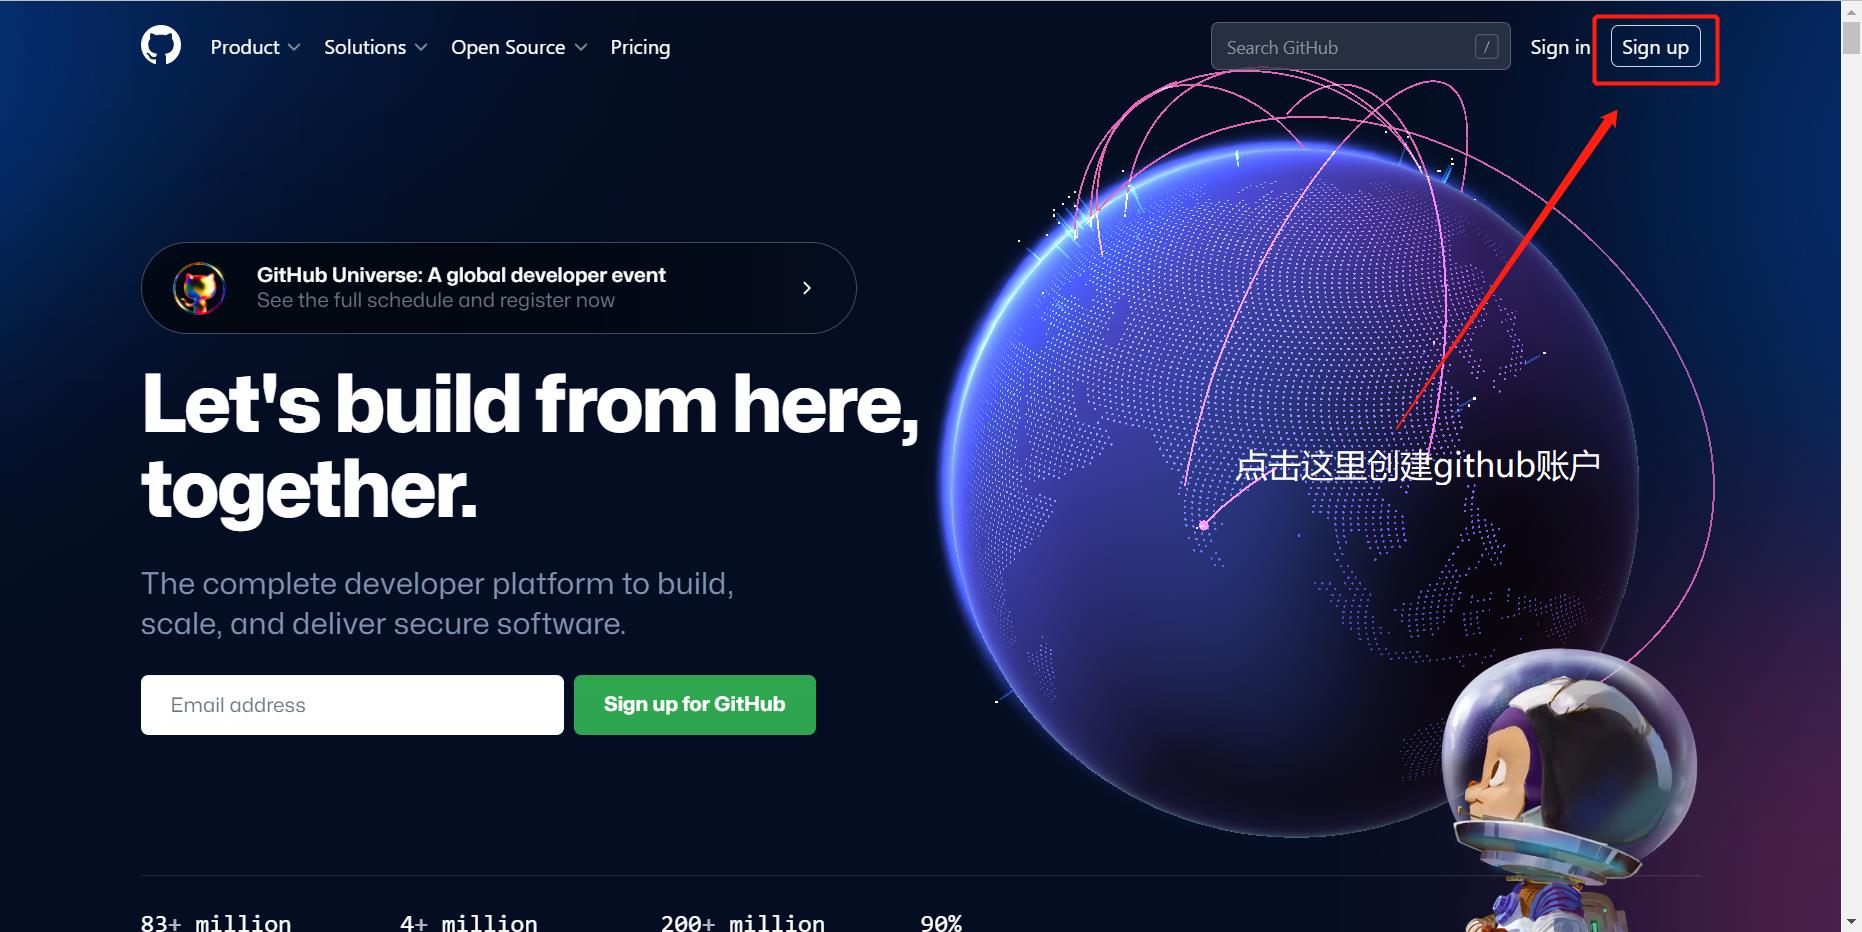 Product Solutions Open Source Pricing Search GitHub / Sign in Sign up
GitHub Universe: A global developer event
See the full schedule and register now
Let's build from here,
together.
点击这里创建github账户
The complete developer platform to build,
scale, and deliver secure software.
Email address Sign up for GitHub
83+ million 4+ million 200+ million 90%